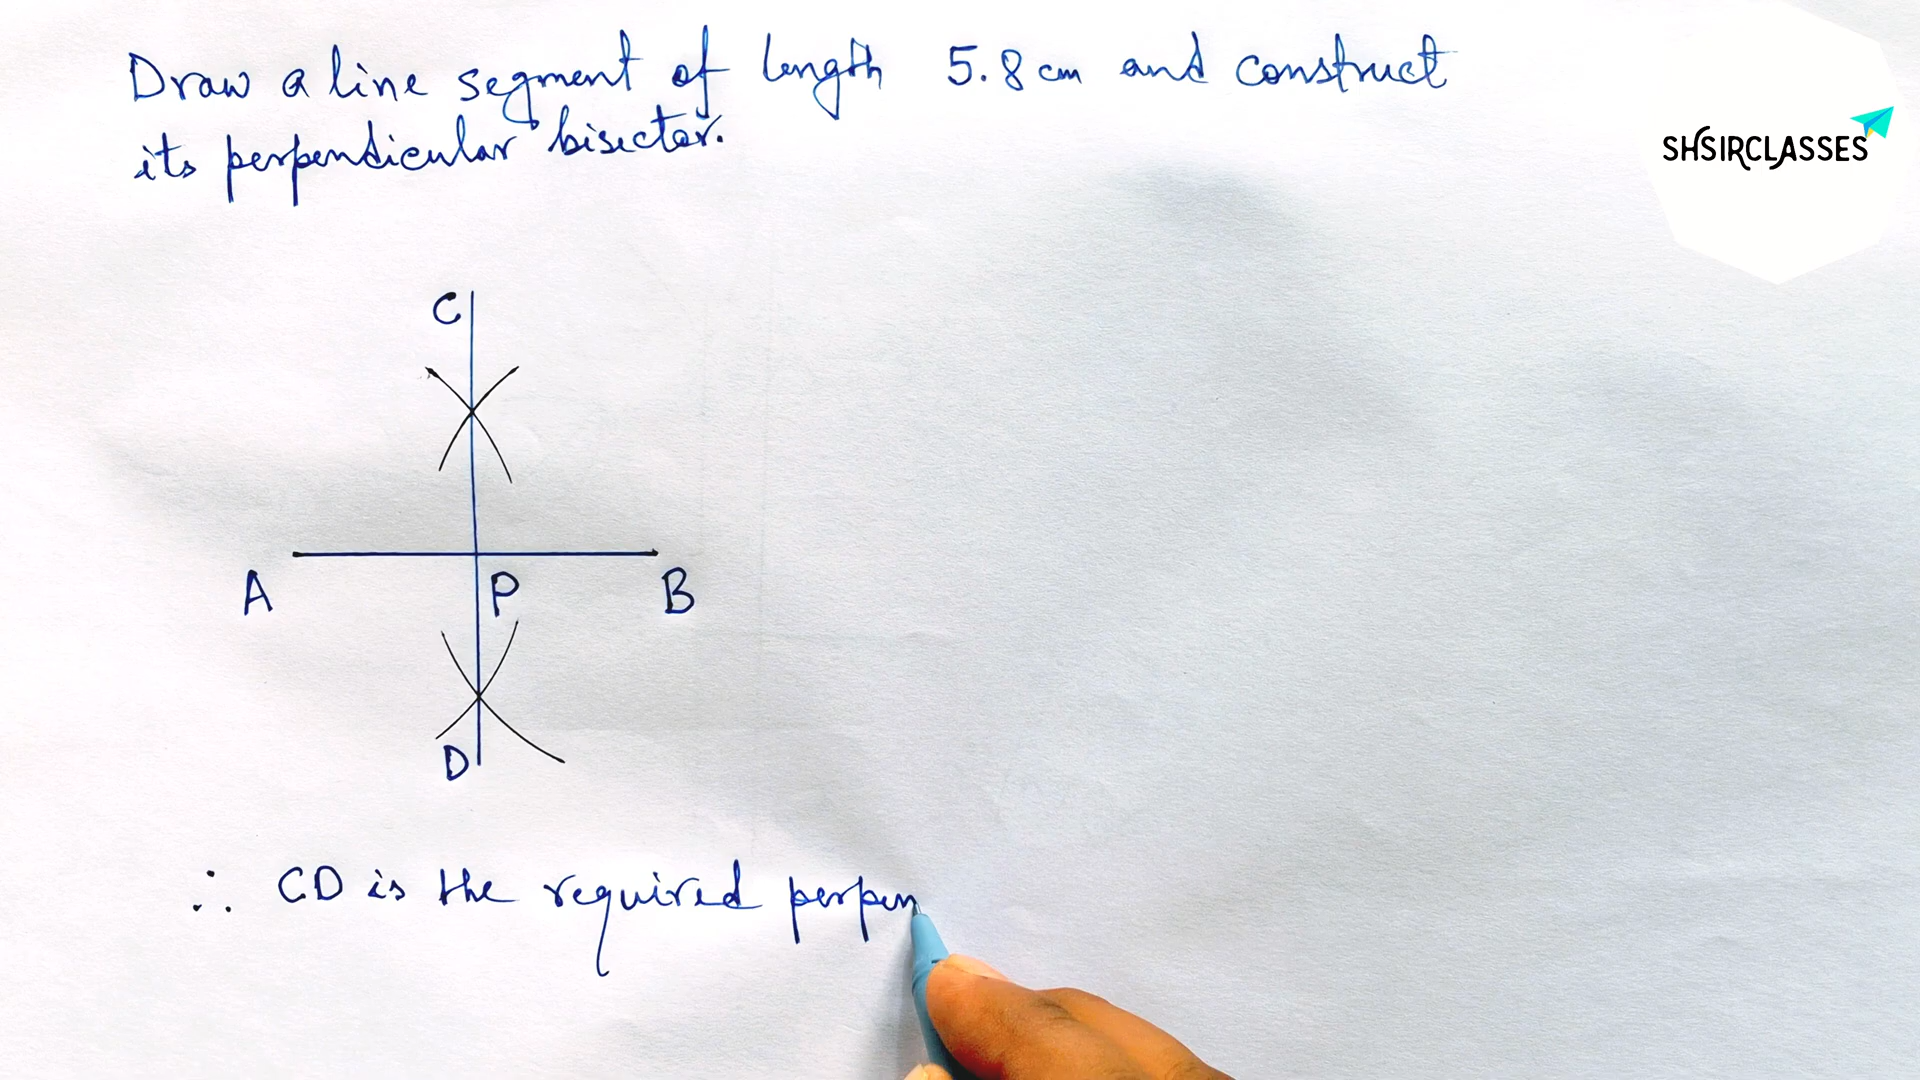 Draw a line segment of length 5.8 cm and construct
its perpendicular bisector.
SHSIRCLASSES
C
A P B
D
∴ CD is the required perpen